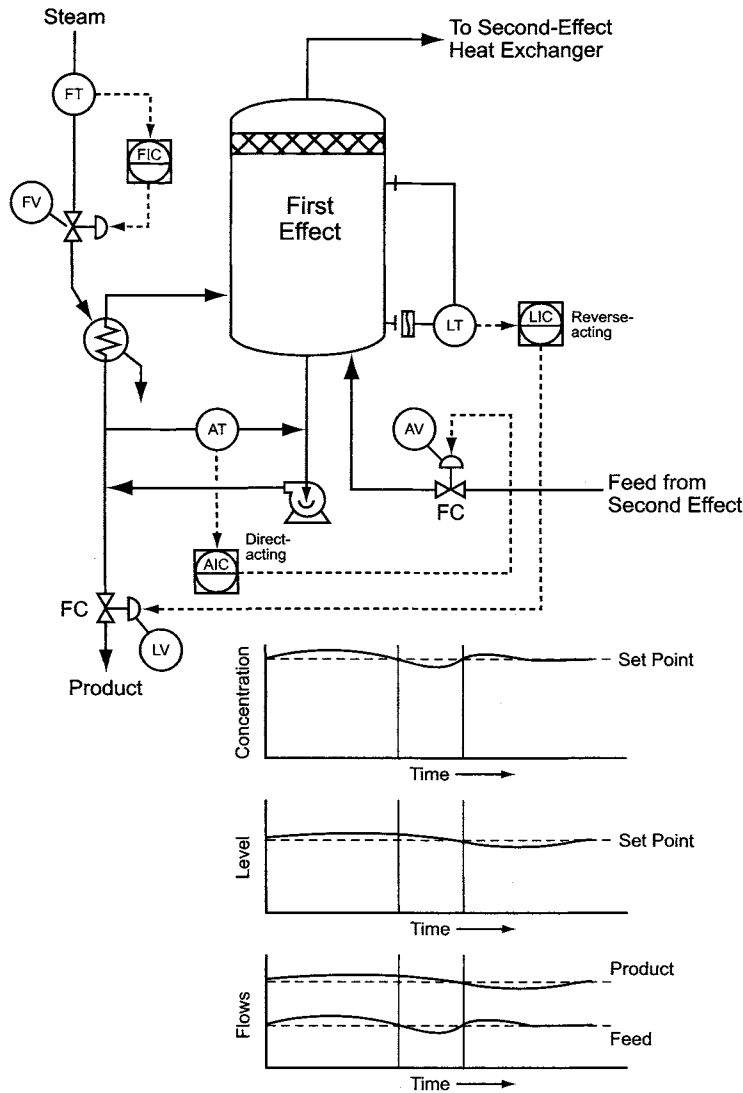 Steam
To Second-Effect
Heat Exchanger
FT
FIC
FV
First
Effect
LT
LIC
Reverse-
acting
AT
AV
Feed from
Second Effect
FC
Direct-
acting
AIC
FC
LV
Product
Concentration
Set Point
Time
Level
Set Point
Time
Flows
Product
Feed
Time